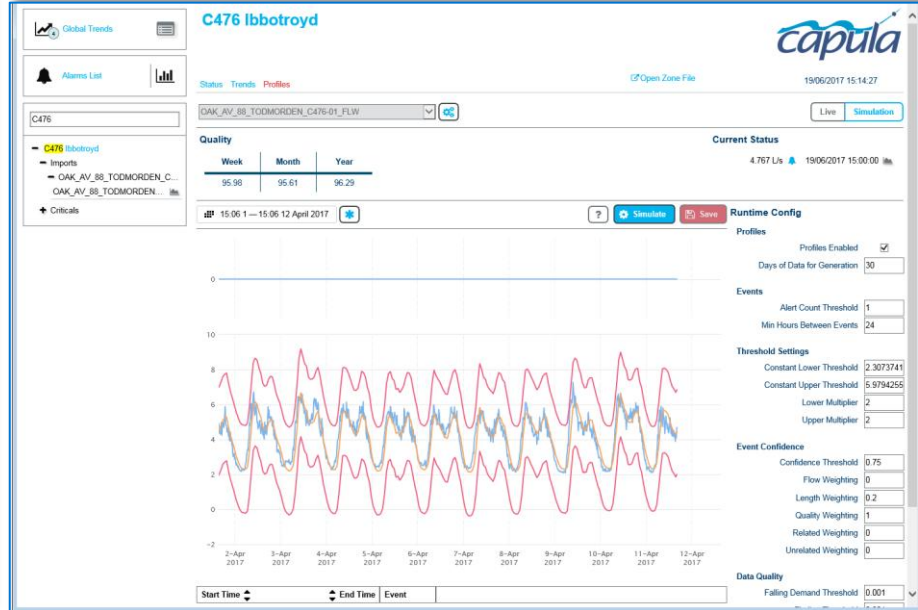 Global Trends
Alarms List
C476
C476 Ibbotroyd
Imports
OAK_AV_88_TODMORDEN_C...
OAK_AV_88_TODMORDEN...
Criticals
C476 Ibbotroyd
capula
Status Trends Profiles
Open Zone File
19/06/2017 15:14:27
OAK_AV_88_TODMORDEN_C476-01_FLW
Live Simulation
Quality
Week Month Year
95.98 95.61 96.29
Current Status
4.767 L/s 19/06/2017 15:00:00
15:06 1 — 15:06 12 April 2017
? Simulate Save
0
10
8
6
4
2
0
-2
2-Apr 2017
3-Apr 2017
4-Apr 2017
5-Apr 2017
6-Apr 2017
7-Apr 2017
8-Apr 2017
9-Apr 2017
10-Apr 2017
11-Apr 2017
12-Apr 2017
Start Time End Time Event
Runtime Config
Profiles
Profiles Enabled
Days of Data for Generation 30
Events
Alert Count Threshold 1
Min Hours Between Events 24
Threshold Settings
Constant Lower Threshold 2.3073741
Constant Upper Threshold 5.9794255
Lower Multiplier 2
Upper Multiplier 2
Event Confidence
Confidence Threshold 0.75
Flow Weighting 0
Length Weighting 0.2
Quality Weighting 1
Related Weighting 0
Unrelated Weighting 0
Data Quality
Falling Demand Threshold 0.001